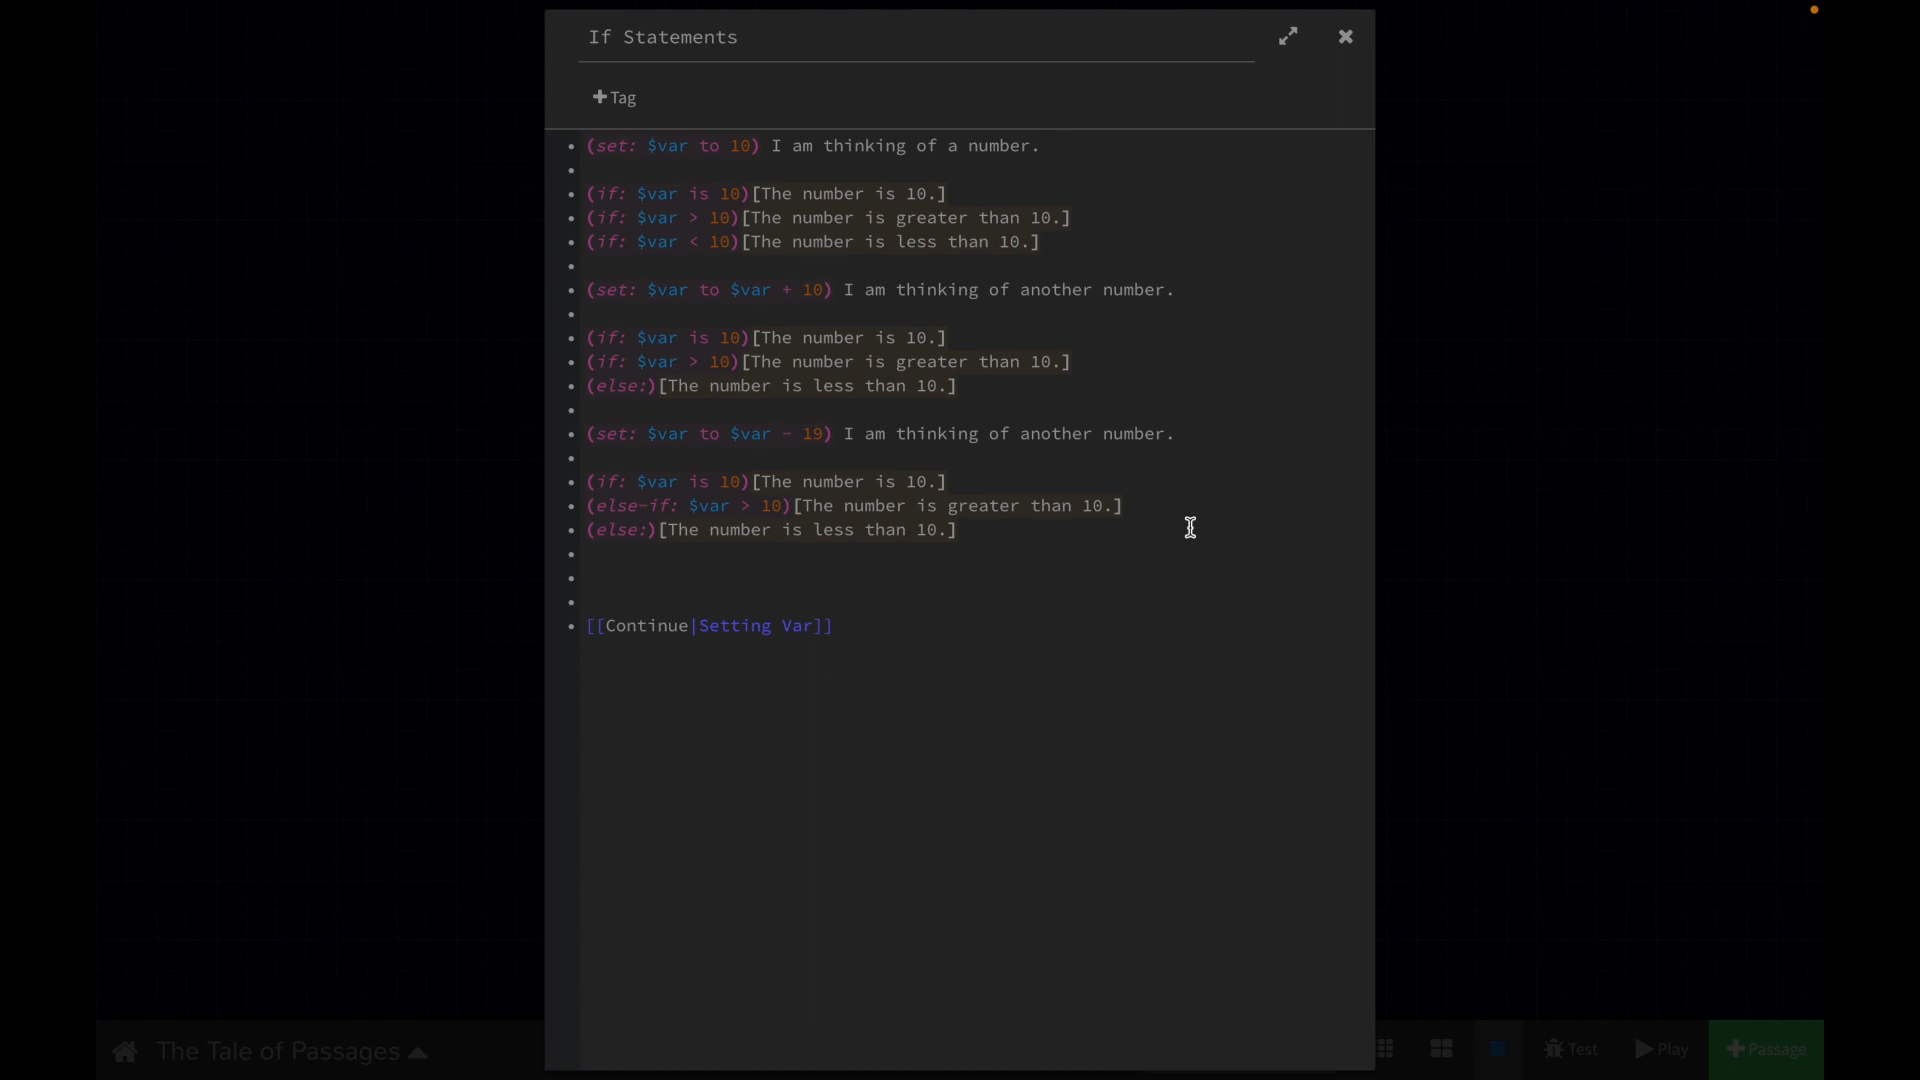 If Statements
Tag
(set: $var to 10) I am thinking of a number.
(if: $var is 10)[The number is 10.]
(if: $var > 10)[The number is greater than 10.]
(if: $var < 10)[The number is less than 10.]
(set: $var to $var + 10) I am thinking of another number.
(if: $var is 10)[The number is 10.]
(if: $var > 10)[The number is greater than 10.]
(else:)[The number is less than 10.]
(set: $var to $var - 19) I am thinking of another number.
(if: $var is 10)[The number is 10.]
(else-if: $var > 10)[The number is greater than 10.]
(else:)[The number is less than 10.]
[[Continue|Setting Var]]
The Tale of Passages
Test
Play
Passage